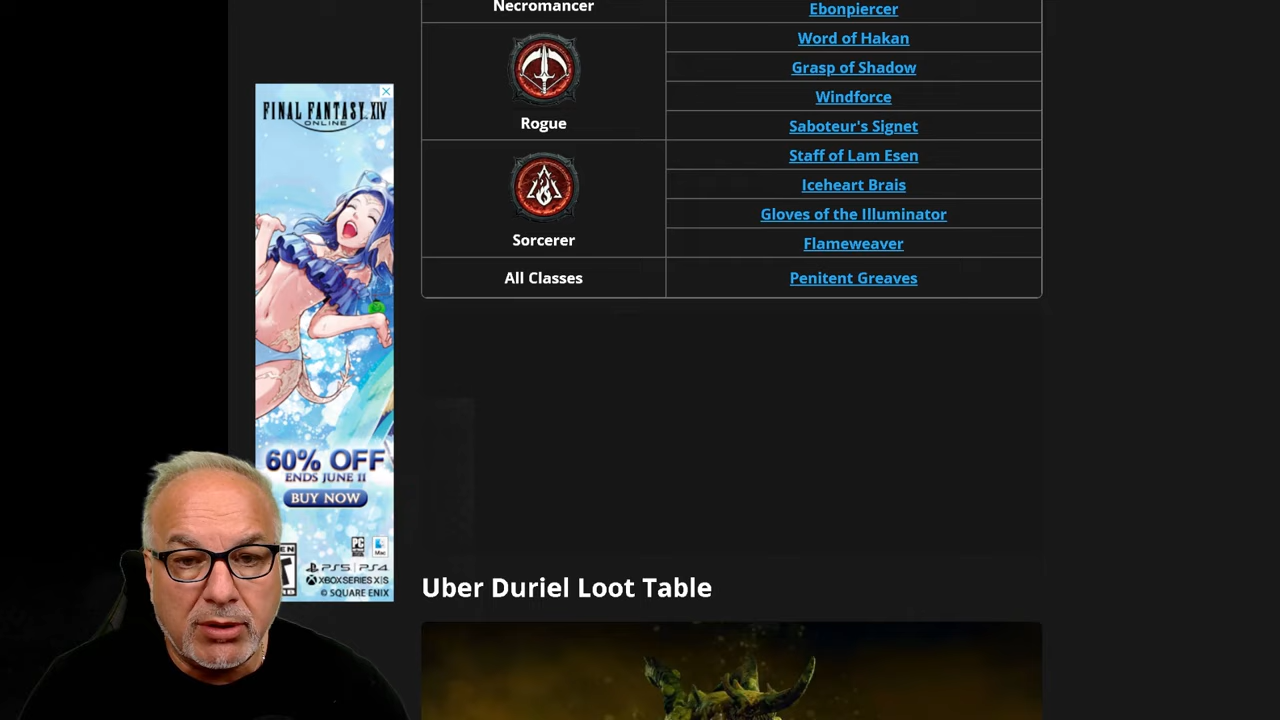 Necromancer
Ebonpiercer
Word of Hakan
Grasp of Shadow
Windforce
Rogue
Saboteur's Signet
Staff of Lam Esen
Iceheart Brais
Gloves of the Illuminator
Sorcerer
Flameweaver
All Classes
Penitent Greaves
FINAL FANTASY XIV
ONLINE
60% OFF
ENDS JUNE 11
BUY NOW
PC
Mac
PS5 | PS4
XBOX SERIES X|S
© SQUARE ENIX
Uber Duriel Loot Table